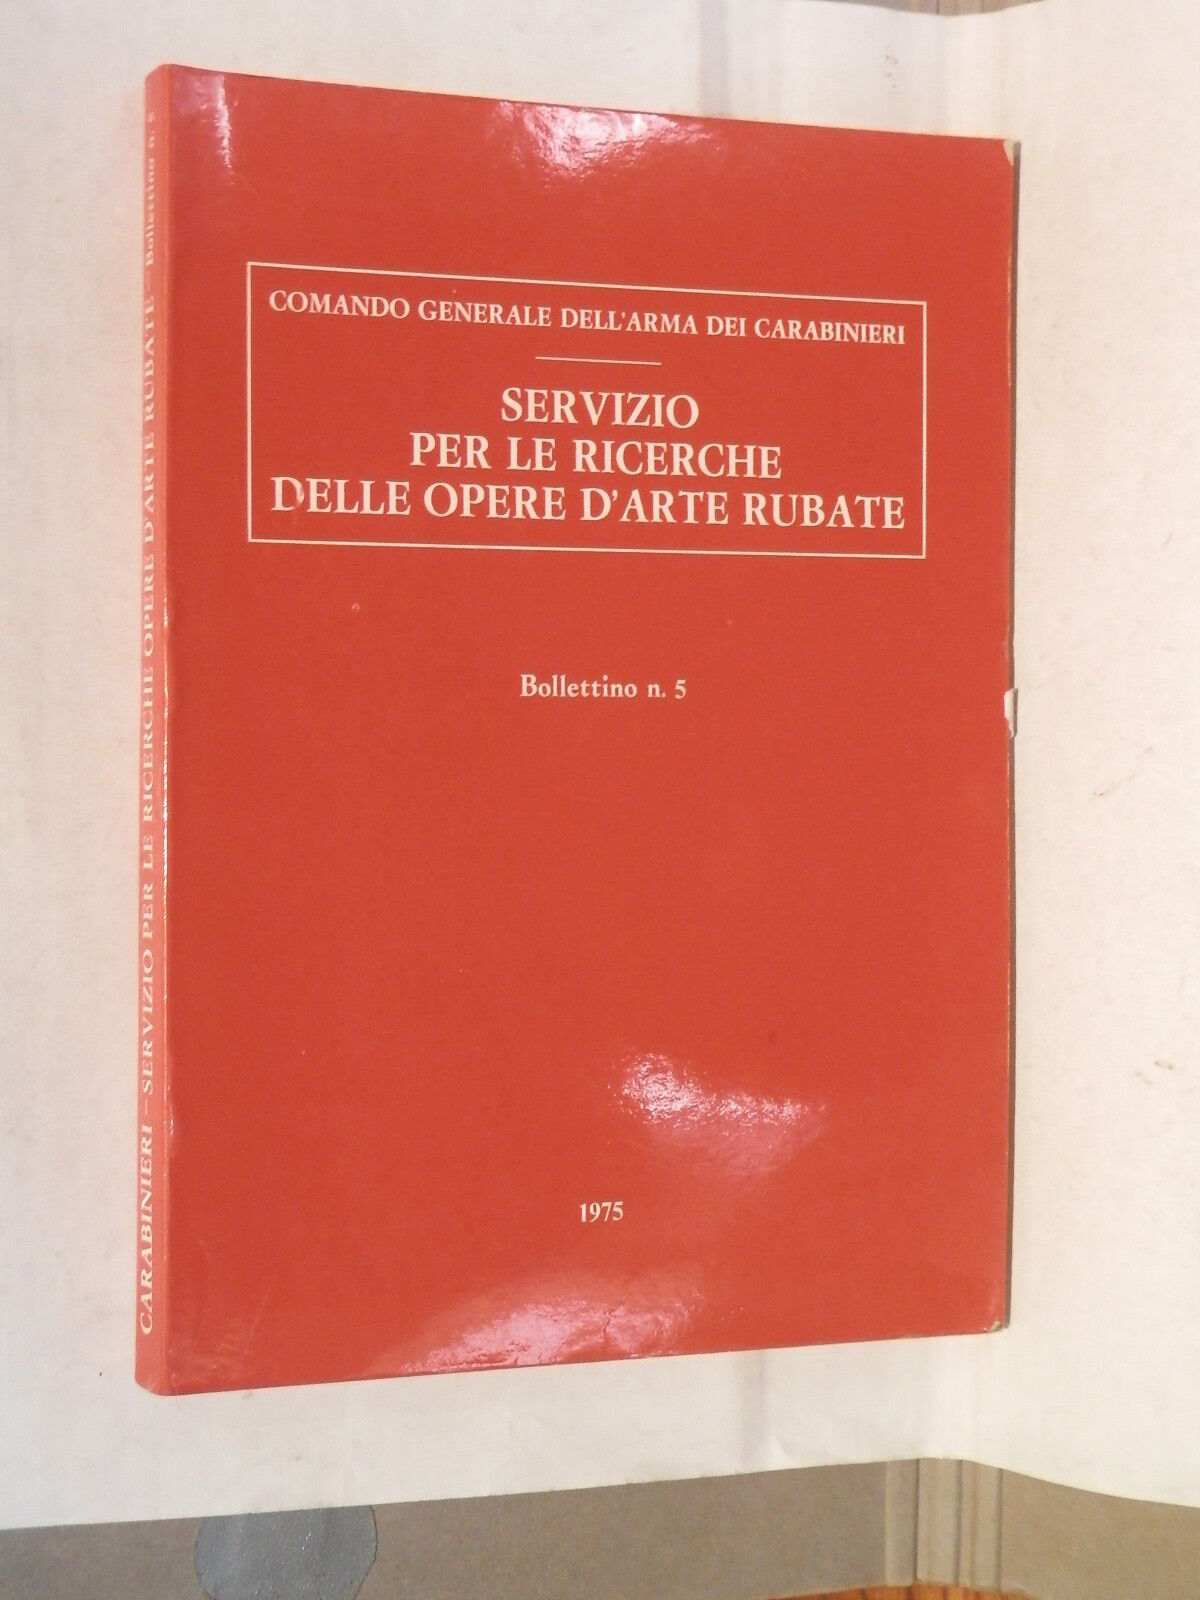 COMANDO GENERALE DELL'ARMA DEI CARABINIERI
SERVIZIO
PER LE RICERCHE
DELLE OPERE D'ARTE RUBATE
Bollettino n. 5
1975
CARABINIERI - SERVIZIO PER LE RICERCHE OPERE D'ARTE RUBATE - Bollettino n. 5